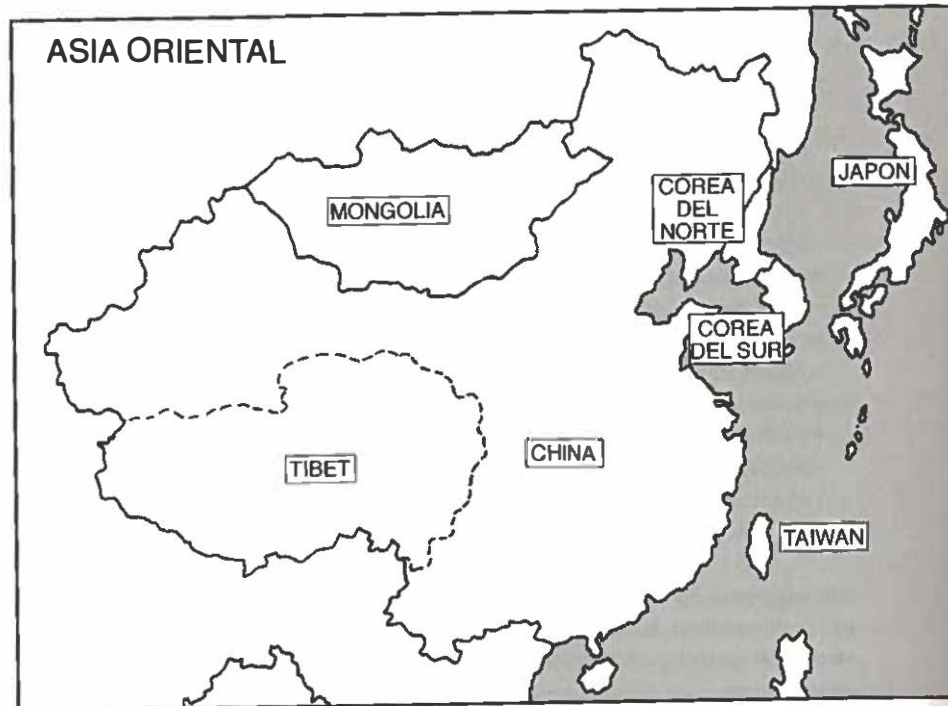 ASIA ORIENTAL
MONGOLIA
COREA
DEL
NORTE
JAPON
COREA
DEL SUR
TIBET
CHINA
TAIWAN